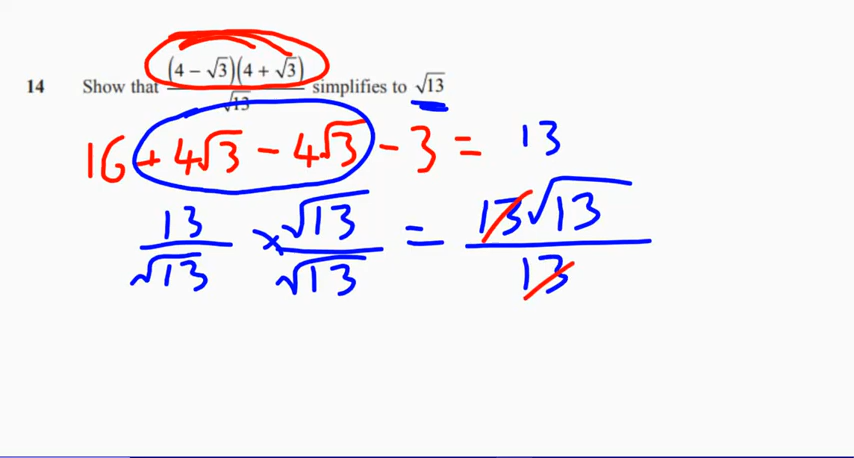 14 Show that (4 − √3)(4 + √3) / √13 simplifies to √13
16 + 4√3 − 4√3 − 3 = 13
13/√13 × √13/√13 = 13√13/13